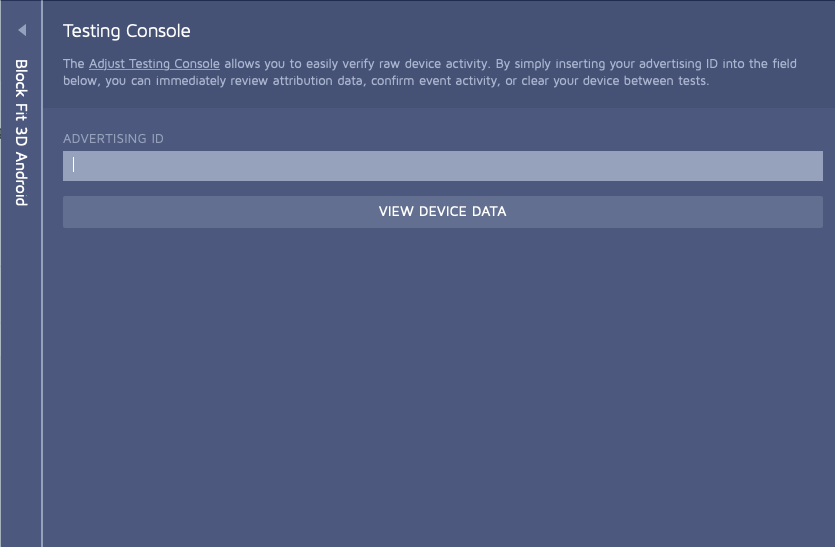 Testing Console
The Adjust Testing Console allows you to easily verify raw device activity. By simply inserting your advertising ID into the field
below, you can immediately review attribution data, confirm event activity, or clear your device between tests.
Block Fit 3D Android
ADVERTISING ID
VIEW DEVICE DATA